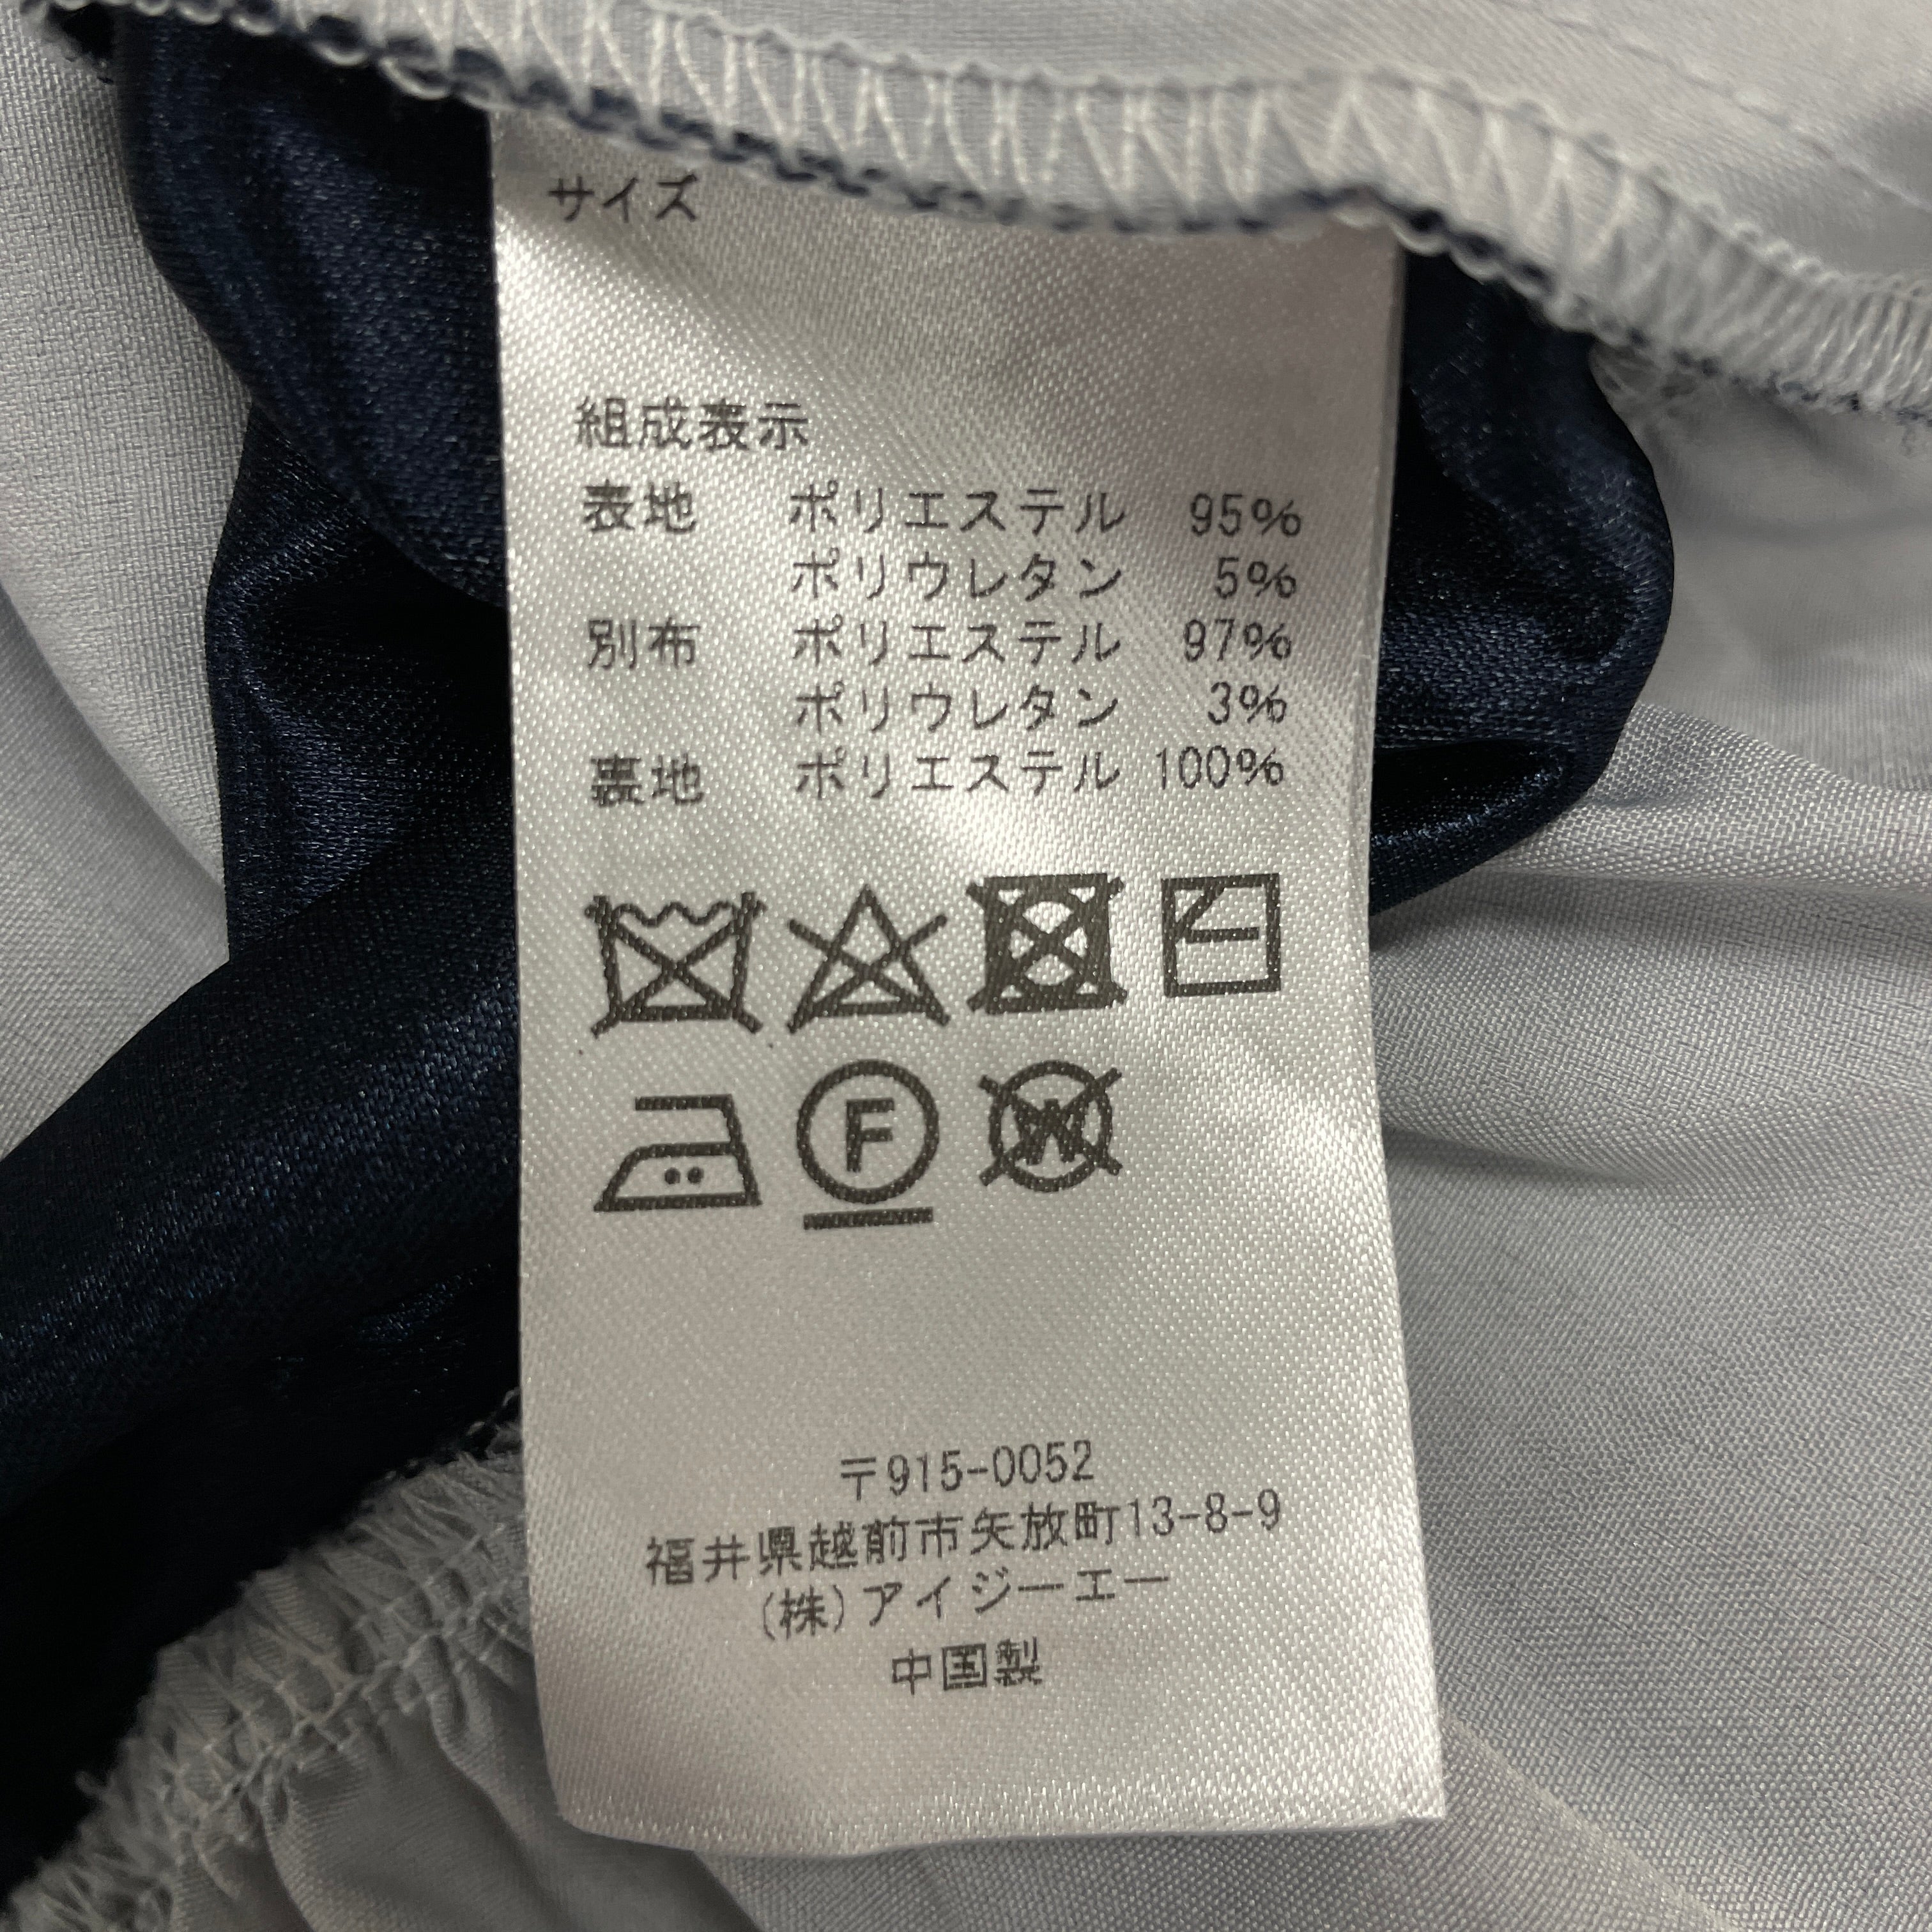 サイズ
組成表示
表地 ポリエステル 95%
ポリウレタン 5%
別布 ポリエステル 97%
ポリウレタン 3%
裏地 ポリエステル 100%
F W
〒915-0052
福井県越前市矢放町13-8-9
(株)アイジーエー
中国製